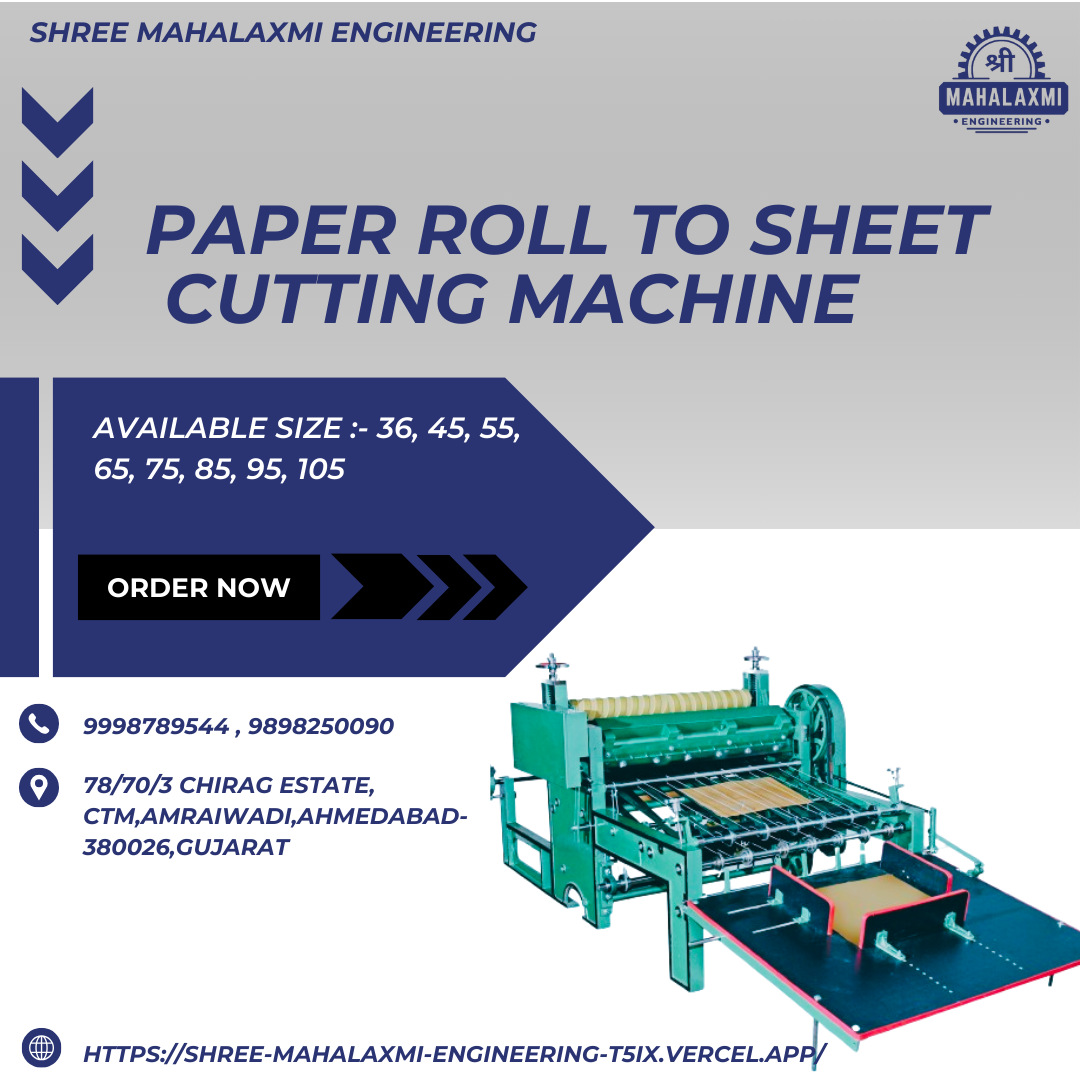 SHREE MAHALAXMI ENGINEERING
श्री
MAHALAXMI
• ENGINEERING •
PAPER ROLL TO SHEET
CUTTING MACHINE
AVAILABLE SIZE :- 36, 45, 55,
65, 75, 85, 95, 105
ORDER NOW
9998789544 , 9898250090
78/70/3 CHIRAG ESTATE,
CTM,AMRAIWADI,AHMEDABAD-
380026,GUJARAT
HTTPS://SHREE-MAHALAXMI-ENGINEERING-T5IX.VERCEL.APP/